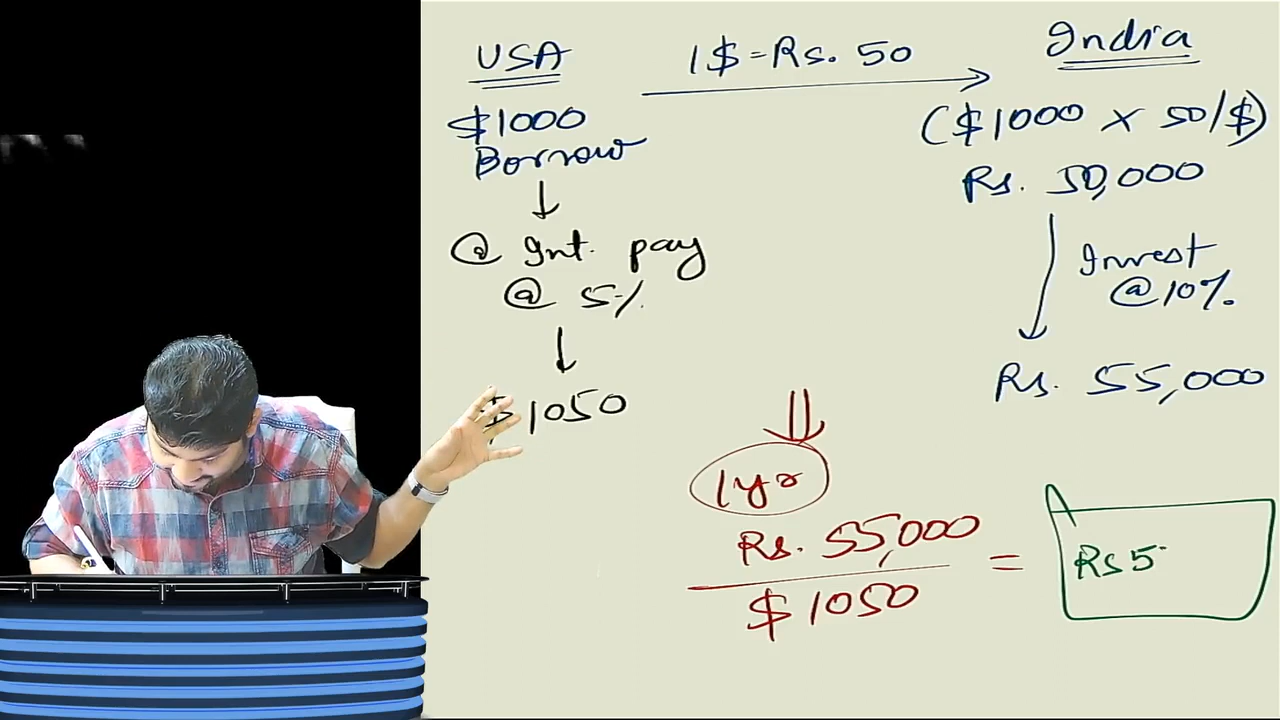 USA
$1000
Borrow
@ Int. pay
@ 5%
$1050
1$=Rs. 50
India
($1000 x 50/$)
Rs. 50,000
Invest
@10%
Rs. 55,000
1yr
Rs. 55,000
$1050
=
Rs 5